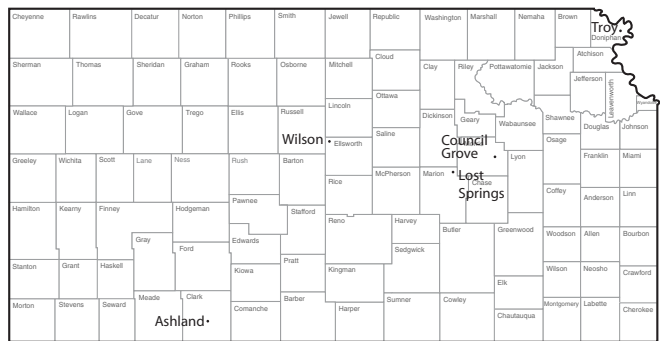 Cheyenne Rawlins Decatur Norton Phillips Smith Jewell Republic Washington Marshall Nemaha Brown
Troy
Doniphan
Atchison
Cloud
Sherman Thomas Sheridan Graham Rooks Osborne Mitchell Clay Riley Pottawatomie Jackson
Jefferson
Leavenworth
Ottawa
Lincoln
Wallace Logan Gove Trego Ellis Russell Dickinson Geary Wabaunsee Shawnee
Douglas Johnson
Saline
Wilson
Ellsworth
Council
Grove
Osage
Lyon Franklin Miami
Greeley Wichita Scott Lane Ness Rush Barton
McPherson Marion
Lost
Springs
Chase
Rice
Coffey
Anderson Linn
Pawnee
Stafford
Hamilton Kearny Finney Hodgeman
Reno Harvey
Butler Greenwood
Woodson Allen Bourbon
Gray
Ford
Edwards
Sedgwick
Pratt
Stanton Grant Haskell
Kiowa
Kingman
Wilson Neosho
Crawford
Elk
Meade Clark
Barber
Sumner Cowley
Morton Stevens Seward
Comanche Harper
Montgomery Labette
Cherokee
Chautauqua
Ashland